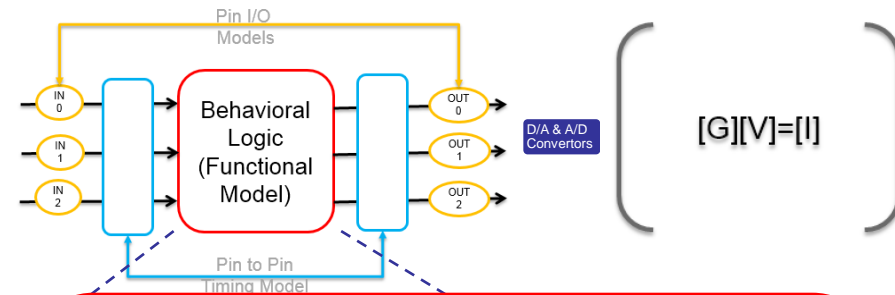 Pin I/O
Models
IN
0
IN
1
IN
2
Behavioral
Logic
(Functional
Model)
OUT
0
OUT
1
OUT
2
D/A & A/D
Convertors
[G][V]=[I]
Pin to Pin
Timing Model